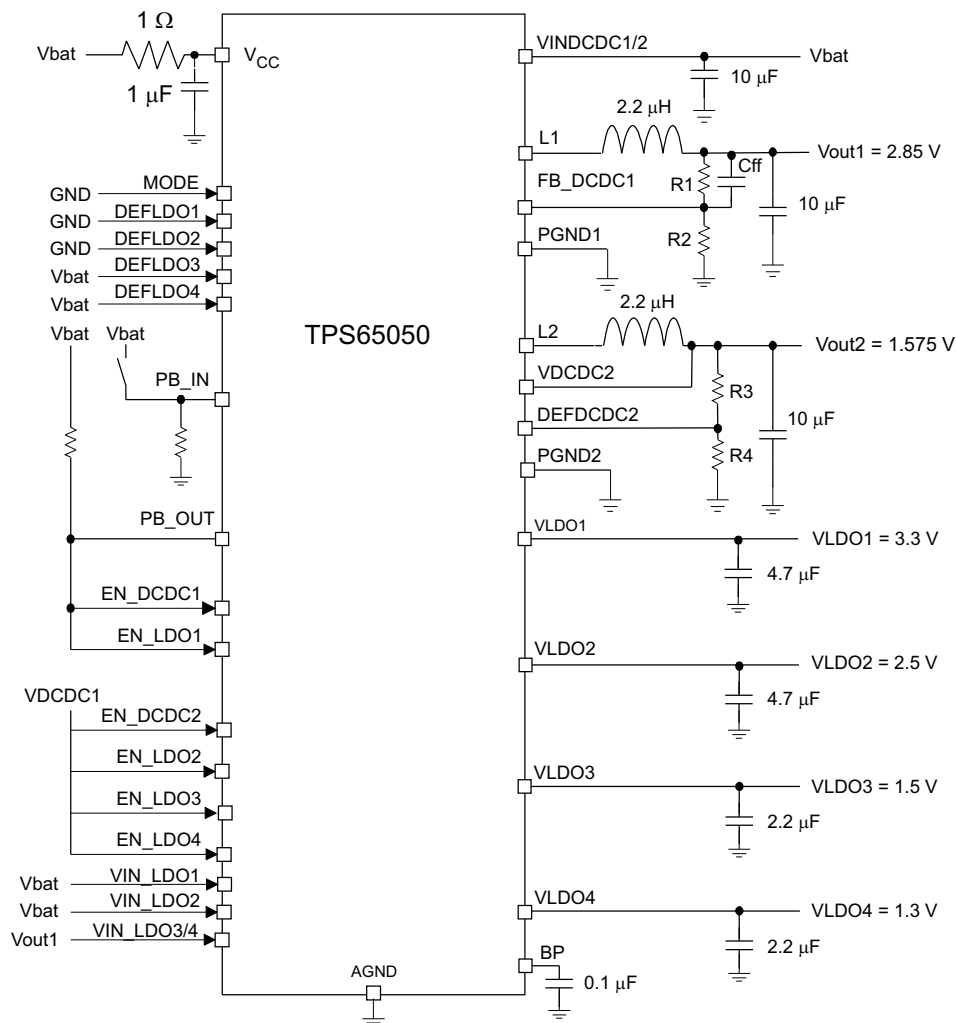 1 Ω
Vbat
VCC
1 μF
GND MODE
GND DEFLDO1
GND DEFLDO2
Vbat DEFLDO3
Vbat DEFLDO4
Vbat
Vbat
PB_IN
PB_OUT
EN_DCDC1
EN_LDO1
VDCDC1
EN_DCDC2
EN_LDO2
EN_LDO3
EN_LDO4
Vbat VIN_LDO1
Vbat VIN_LDO2
Vout1 VIN_LDO3/4
TPS65050
AGND
VINDCDC1/2
Vbat
10 μF
2.2 μH
L1
Vout1 = 2.85 V
Cff
FB_DCDC1
R1
10 μF
R2
PGND1
2.2 μH
L2
Vout2 = 1.575 V
VDCDC2
R3
DEFDCDC2
10 μF
R4
PGND2
VLDO1
VLDO1 = 3.3 V
4.7 μF
VLDO2
VLDO2 = 2.5 V
4.7 μF
VLDO3
VLDO3 = 1.5 V
2.2 μF
VLDO4
VLDO4 = 1.3 V
2.2 μF
BP
0.1 μF